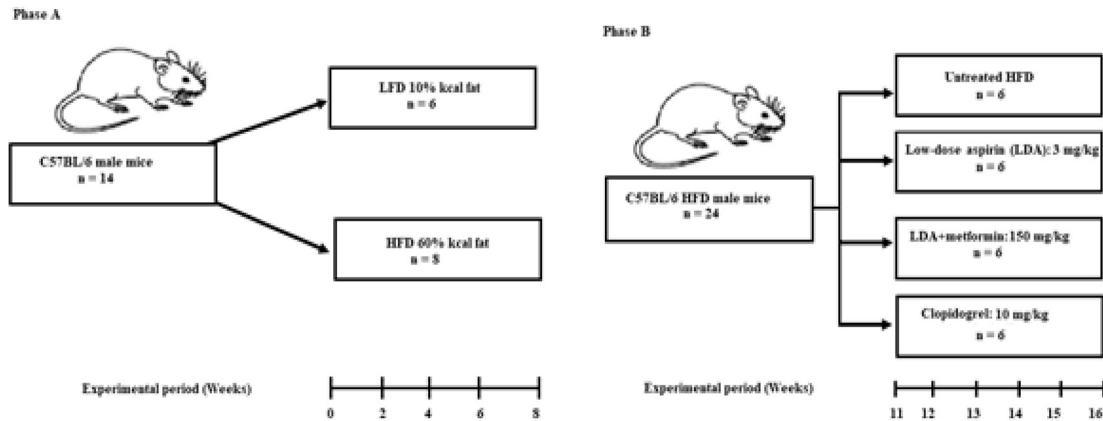 Phase A
LFD 10% kcal fat
n = 6
C57BL/6 male mice
n = 14
HFD 60% kcal fat
n = 8
Experimental period (Weeks)
0 2 4 6 8
Phase B
Untreated HFD
n = 6
Low-dose aspirin (LDA): 3 mg/kg
n = 6
C57BL/6 HFD male mice
n = 24
LDA+metformin: 150 mg/kg
n = 6
Clopidogrel: 10 mg/kg
n = 6
Experimental period (Weeks)
11 12 13 14 15 16